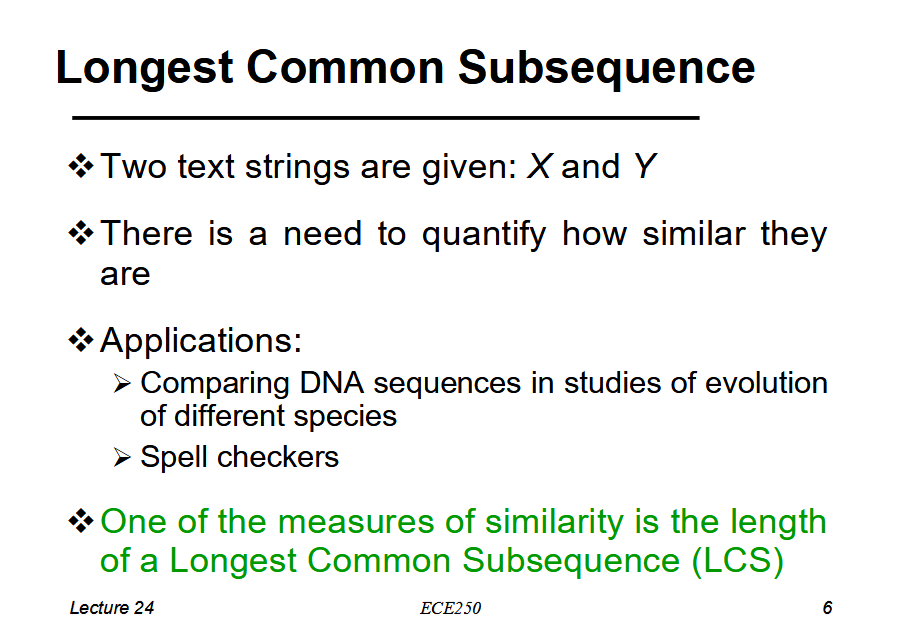 Longest Common Subsequence
❖ Two text strings are given: X and Y
❖ There is a need to quantify how similar they
are
❖ Applications:
➢ Comparing DNA sequences in studies of evolution
of different species
➢ Spell checkers
❖ One of the measures of similarity is the length
of a Longest Common Subsequence (LCS)
Lecture 24 ECE250 6